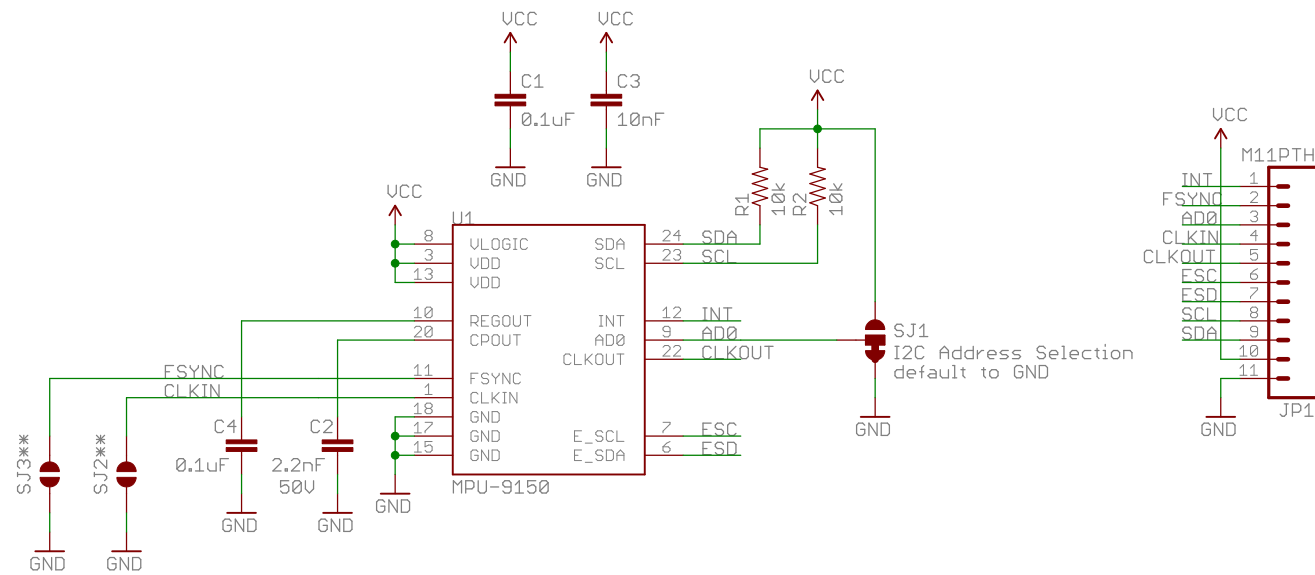 VCC
VCC
C1
0.1uF
GND
C3
10nF
GND
VCC
R1
10k
R2
10k
VCC
U1
8 VLOGIC
3 VDD
13 VDD
10 REGOUT
20 CPOUT
FSYNC 11 FSYNC
CLKIN 1 CLKIN
18 GND
17 GND
15 GND
SDA 24 SDA
SCL 23 SCL
INT 12 INT
AD0 9 AD0
CLKOUT 22 CLKOUT
E_SCL 7 ESC
E_SDA 6 ESD
MPU-9150
GND
SJ1
I2C Address Selection
default to GND
GND
SJ3**
GND
SJ2**
GND
C4
0.1uF
GND
C2
2.2nF
50V
GND
VCC
M11PTH
INT 1
FSYNC 2
AD0 3
CLKIN 4
CLKOUT 5
ESC 6
ESD 7
SCL 8
SDA 9
10
11
JP1
GND